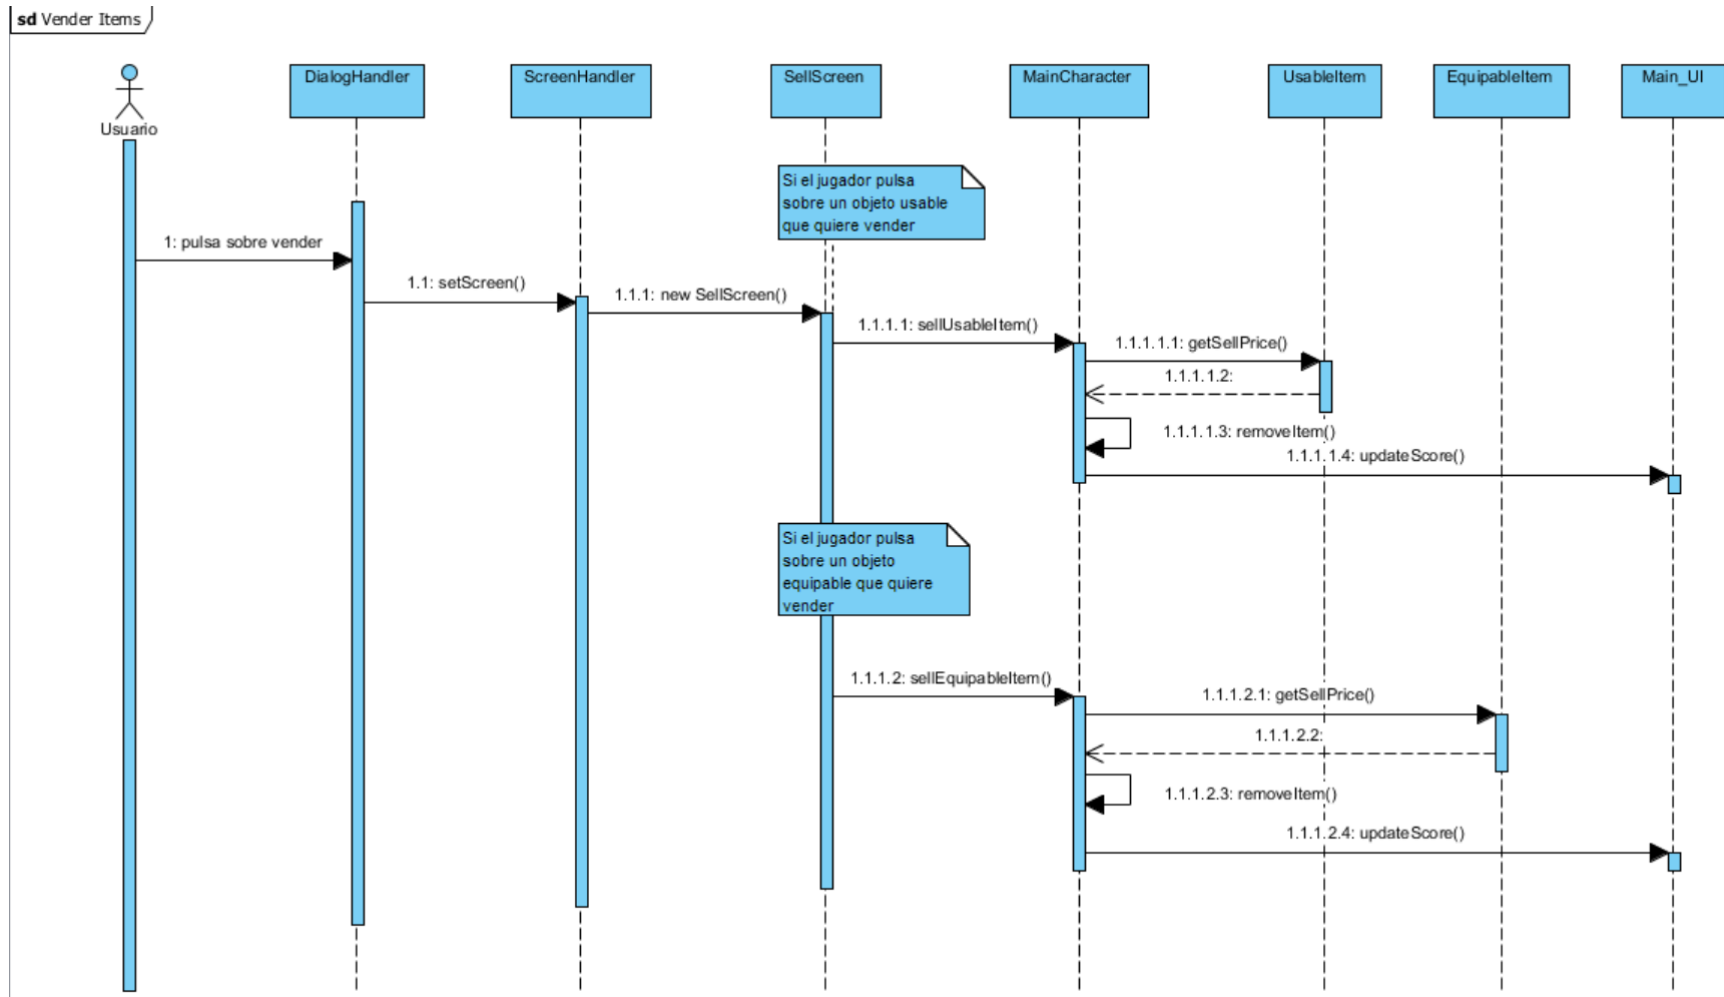 sd Vender Items
Usuario
DialogHandler
ScreenHandler
SellScreen
MainCharacter
UsableItem
EquipableItem
Main_UI
Si el jugador pulsa
sobre un objeto usable
que quiere vender
1: pulsa sobre vender
1.1: setScreen()
1.1.1: new SellScreen()
1.1.1.1: sellUsableItem()
1.1.1.1.1: getSellPrice()
1.1.1.1.2:
1.1.1.1.3: removeItem()
1.1.1.1.4: updateScore()
Si el jugador pulsa
sobre un objeto
equipable que quiere
vender
1.1.1.2: sellEquipableItem()
1.1.1.2.1: getSellPrice()
1.1.1.2.2:
1.1.1.2.3: removeItem()
1.1.1.2.4: updateScore()